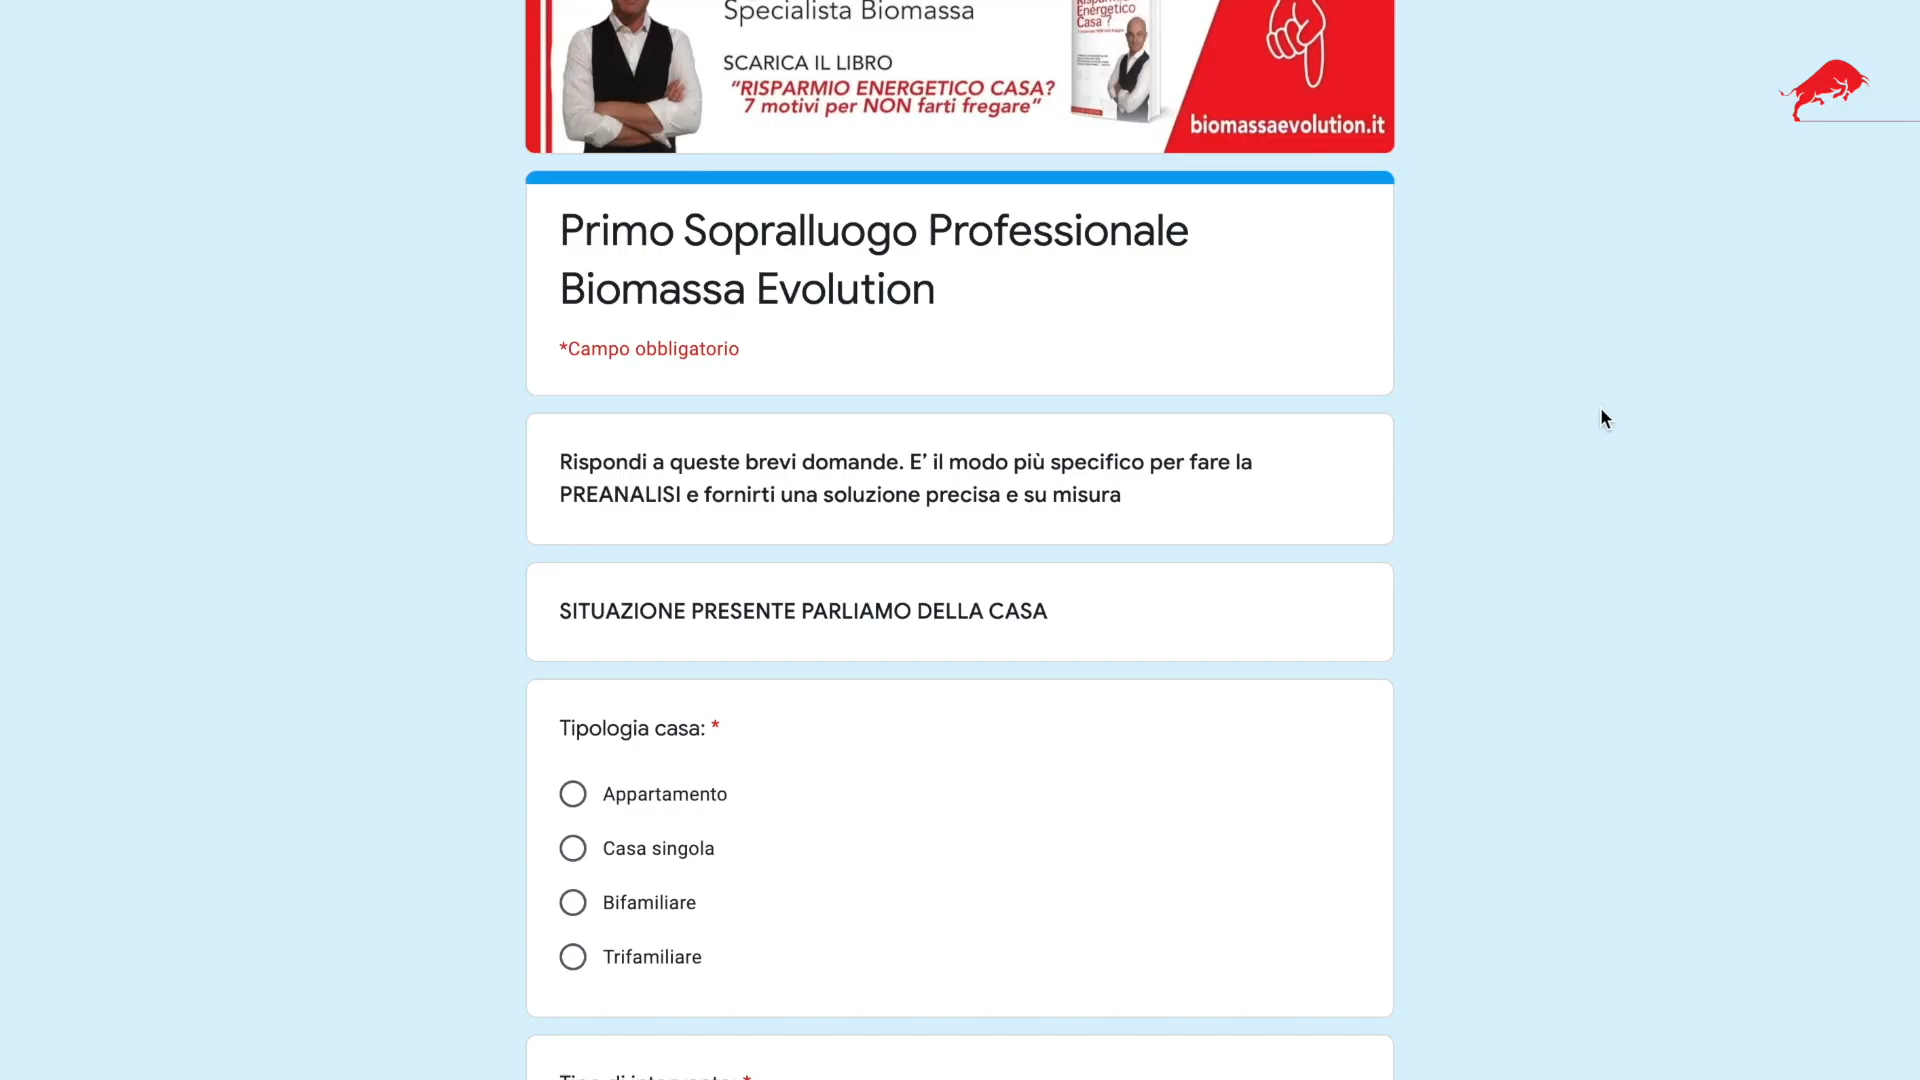 Specialista Biomassa
SCARICA IL LIBRO
“RISPARMIO ENERGETICO CASA?
7 motivi per NON farti fregare”
Energetico
Casa ?
biomassaevolution.it
Primo Sopralluogo Professionale
Biomassa Evolution
*Campo obbligatorio
Rispondi a queste brevi domande. E’ il modo più specifico per fare la
PREANALISI e fornirti una soluzione precisa e su misura
SITUAZIONE PRESENTE PARLIAMO DELLA CASA
Tipologia casa: *
Appartamento
Casa singola
Bifamiliare
Trifamiliare